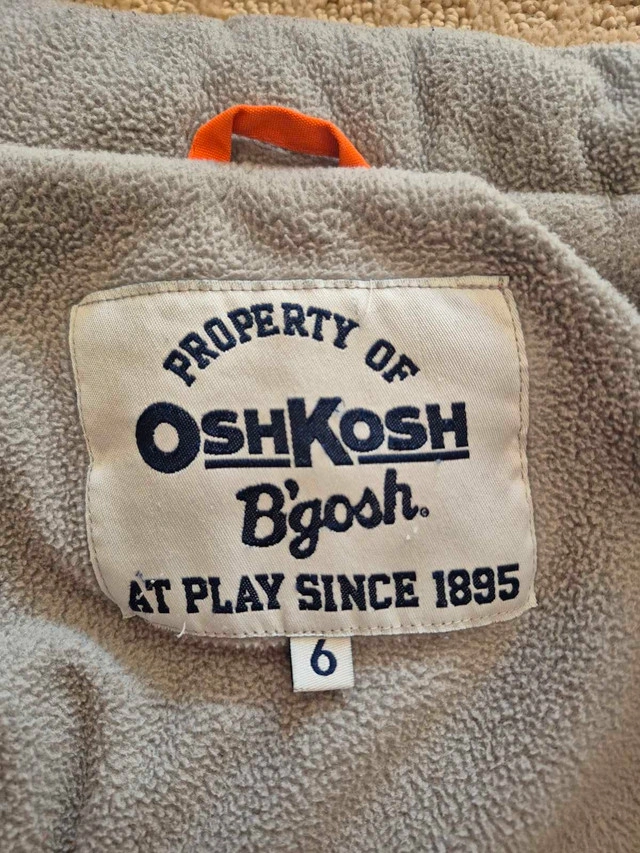 PROPERTY OF
OSHKOSH
B'gosh®
AT PLAY SINCE 1895
6